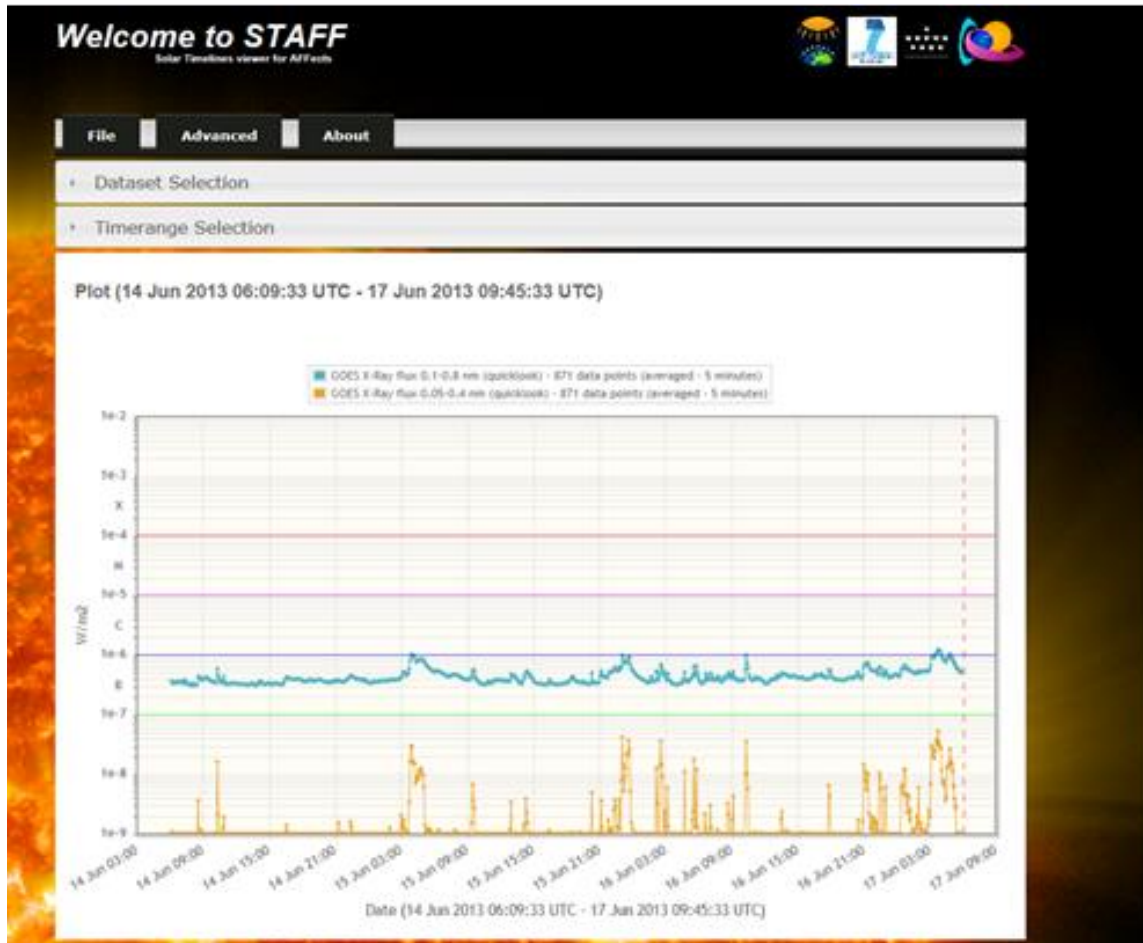 Welcome to STAFF
Solar Timelines viewer for AFFects
File Advanced About
Dataset Selection
Timerange Selection
Plot (14 Jun 2013 06:09:33 UTC - 17 Jun 2013 09:45:33 UTC)
GOES X-Ray flux 0.1-0.8 nm (quicklook) - 871 data points (averaged - 5 minutes)
GOES X-Ray flux 0.05-0.4 nm (quicklook) - 871 data points (averaged - 5 minutes)
1e-2
1e-3
X
1e-4
M
1e-5
C
W/m2
1e-6
B
1e-7
1e-8
1e-9
14 Jun 03:00 14 Jun 09:00 14 Jun 15:00 14 Jun 21:00 15 Jun 03:00 15 Jun 09:00 15 Jun 15:00 15 Jun 21:00 16 Jun 03:00 16 Jun 09:00 16 Jun 15:00 16 Jun 21:00 17 Jun 03:00 17 Jun 09:00
Date (14 Jun 2013 06:09:33 UTC - 17 Jun 2013 09:45:33 UTC)